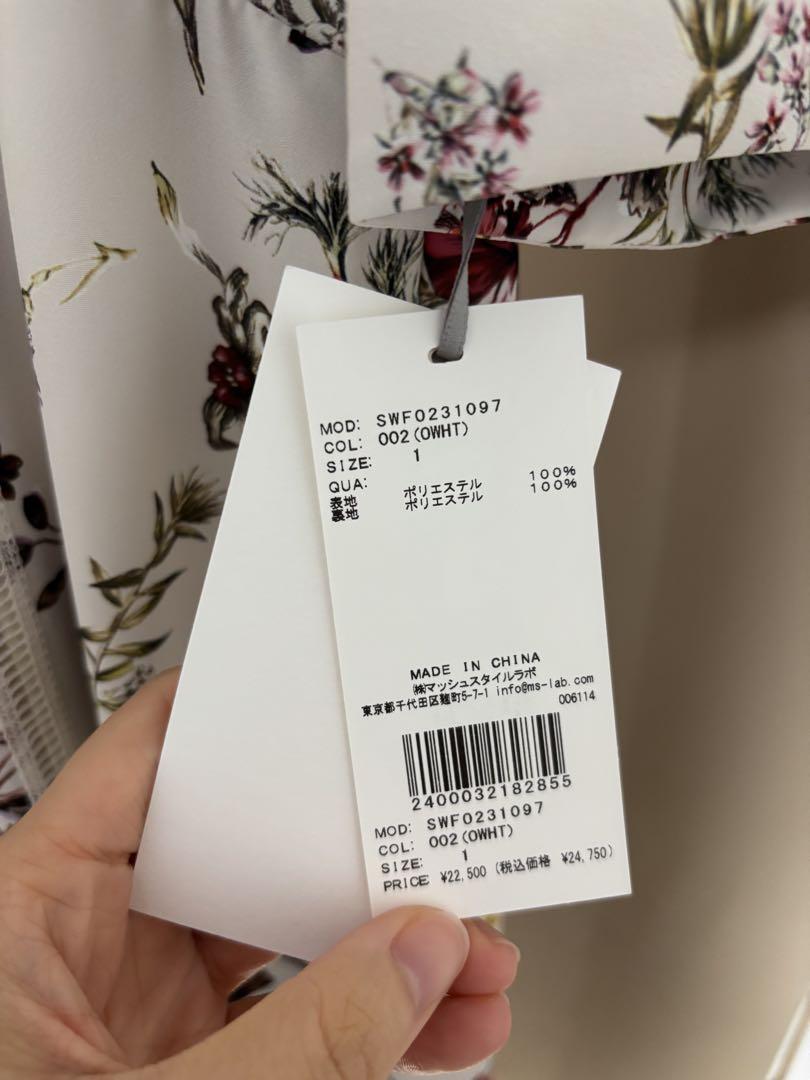 MOD: SWF0231097
COL: 002(OWHT)
SIZE: 1
QUA:
表地 ポリエステル 100%
裏地 ポリエステル 100%
MADE IN CHINA
㈱マッシュスタイルラボ
東京都千代田区麹町5-7-1 info@ms-lab.com
006114
2400032182855
MOD: SWF0231097
COL: 002(OWHT)
SIZE: 1
PRICE ¥22,500 (税込価格 ¥24,750)